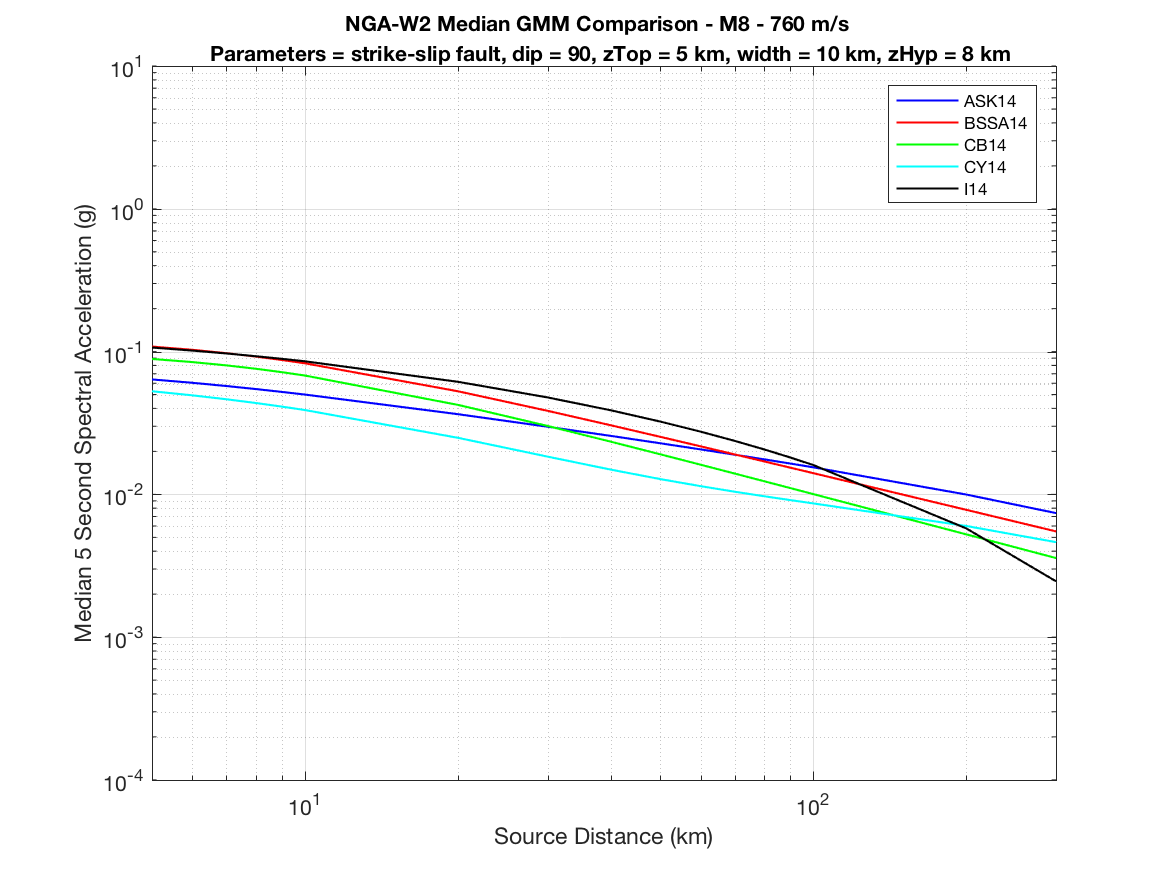 NGA-W2 Median GMM Comparison - M8 - 760 m/s
Parameters = strike-slip fault, dip = 90, zTop = 5 km, width = 10 km, zHyp = 8 km
10^1
10^0
10^-1
10^-2
10^-3
10^-4
Median 5 Second Spectral Acceleration (g)
ASK14
BSSA14
CB14
CY14
I14
10^1
10^2
Source Distance (km)